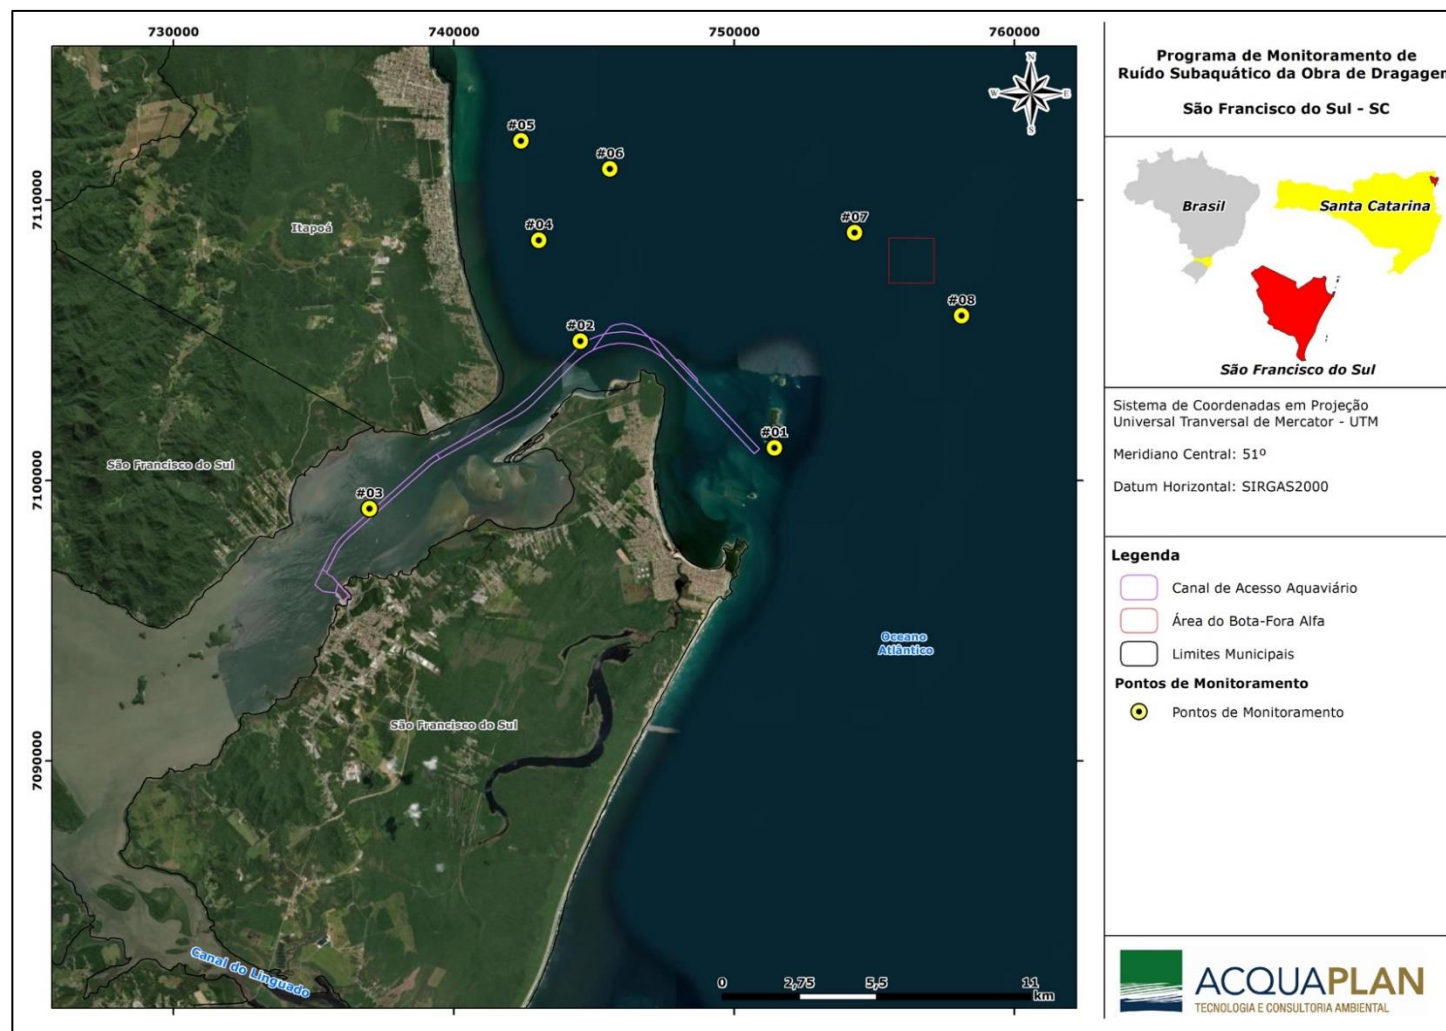 730000
740000
750000
760000
7110000
7100000
7090000
#05
#06
#04
#07
#08
#02
#01
#03
Itapoá
São Francisco do Sul
São Francisco do Sul
Oceano
Atlântico
Canal do Linguado
N
W
E
S
0
2,75
5,5
11
km
Programa de Monitoramento de
Ruído Subaquático da Obra de Dragagem
São Francisco do Sul - SC
Brasil
Santa Catarina
São Francisco do Sul
Sistema de Coordenadas em Projeção
Universal Tranversal de Mercator - UTM
Meridiano Central: 51º
Datum Horizontal: SIRGAS2000
Legenda
Canal de Acesso Aquaviário
Área do Bota-Fora Alfa
Limites Municipais
Pontos de Monitoramento
Pontos de Monitoramento
ACQUAPLAN
TECNOLOGIA E CONSULTORIA AMBIENTAL